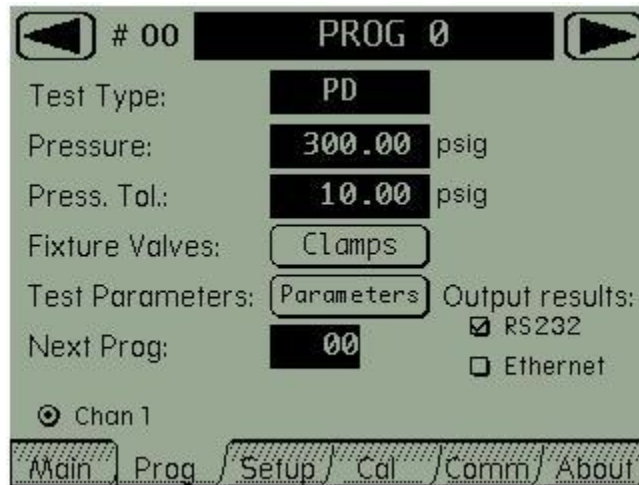 # 00 PROG 0
Test Type: PD
Pressure: 300.00 psig
Press. Tol.: 10.00 psig
Fixture Valves: Clamps
Test Parameters: Parameters Output results:
RS232
Next Prog: 00
Ethernet
Chan 1
Main Prog Setup Cal Comm About